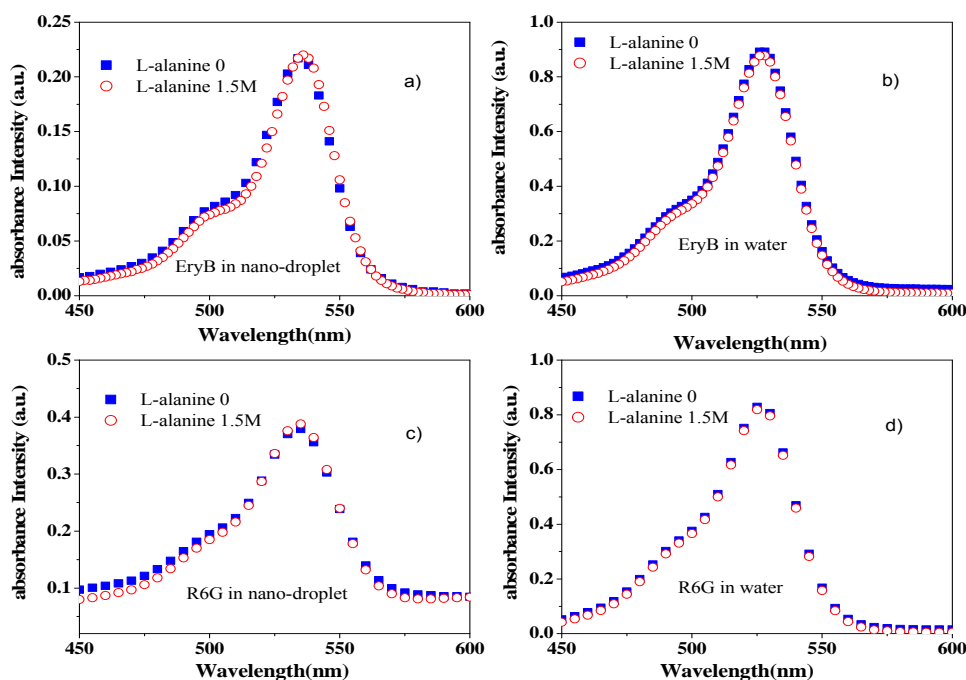 absorbance Intensity (a.u.)
0.25
0.20
0.15
0.10
0.05
0.00
L-alanine 0
L-alanine 1.5M
a)
EryB in nano-droplet
450 500 550 600
Wavelength(nm)
absorbance Intensity (a.u.)
1.0
0.8
0.6
0.4
0.2
0.0
L-alanine 0
L-alanine 1.5M
b)
EryB in water
450 500 550 600
Wavelength(nm)
absorbance Intensity (a.u.)
0.5
0.4
0.3
0.2
0.1
L-alanine 0
L-alanine 1.5M
c)
R6G in nano-droplet
450 500 550 600
Wavelength(nm)
absorbance Intensity (a.u.)
1.0
0.8
0.6
0.4
0.2
0.0
L-alanine 0
L-alanine 1.5M
d)
R6G in water
450 500 550 600
Wavelength(nm)